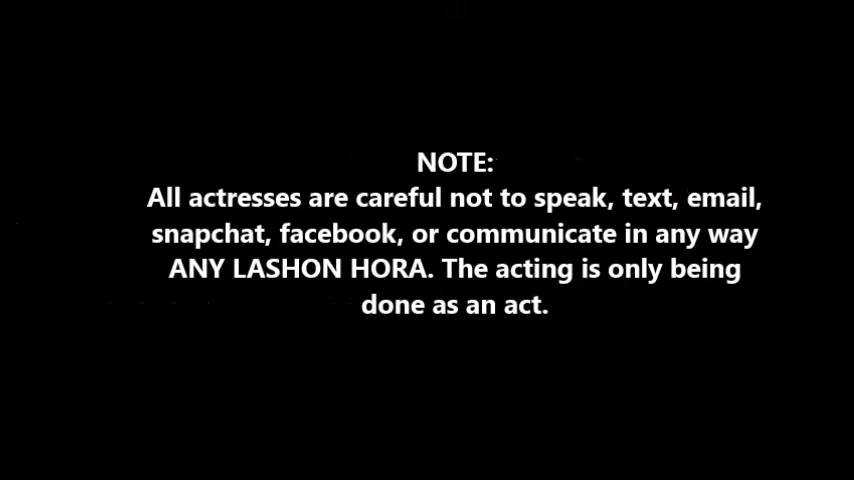 NOTE:
All actresses are careful not to speak, text, email,
snapchat, facebook, or communicate in any way
ANY LASHON HORA. The acting is only being
done as an act.